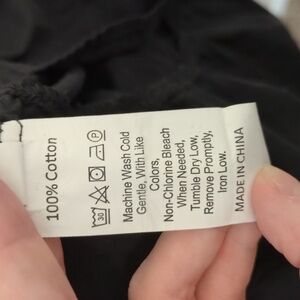 100% Cotton
30 P
Machine Wash Cold
Gentle, With Like
Colors,
Non-Chlorine Bleach
When Needed,
Tumble Dry Low,
Remove Promptly,
Iron Low.
MADE IN CHINA